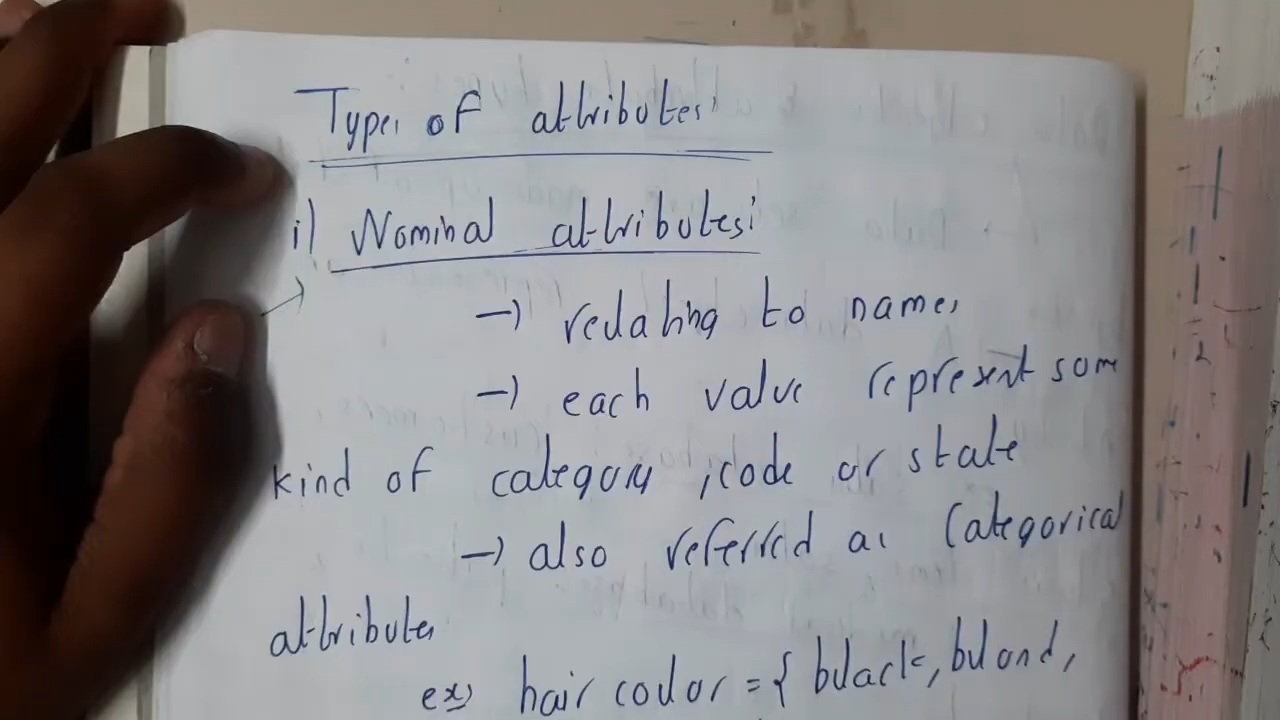 Types of attributes:
i) Nominal attributes:
→ relating to names
→ each value represent som
kind of category, code or state
→ also referred as Categorical
attributes
ex) hair color = { black, blond,